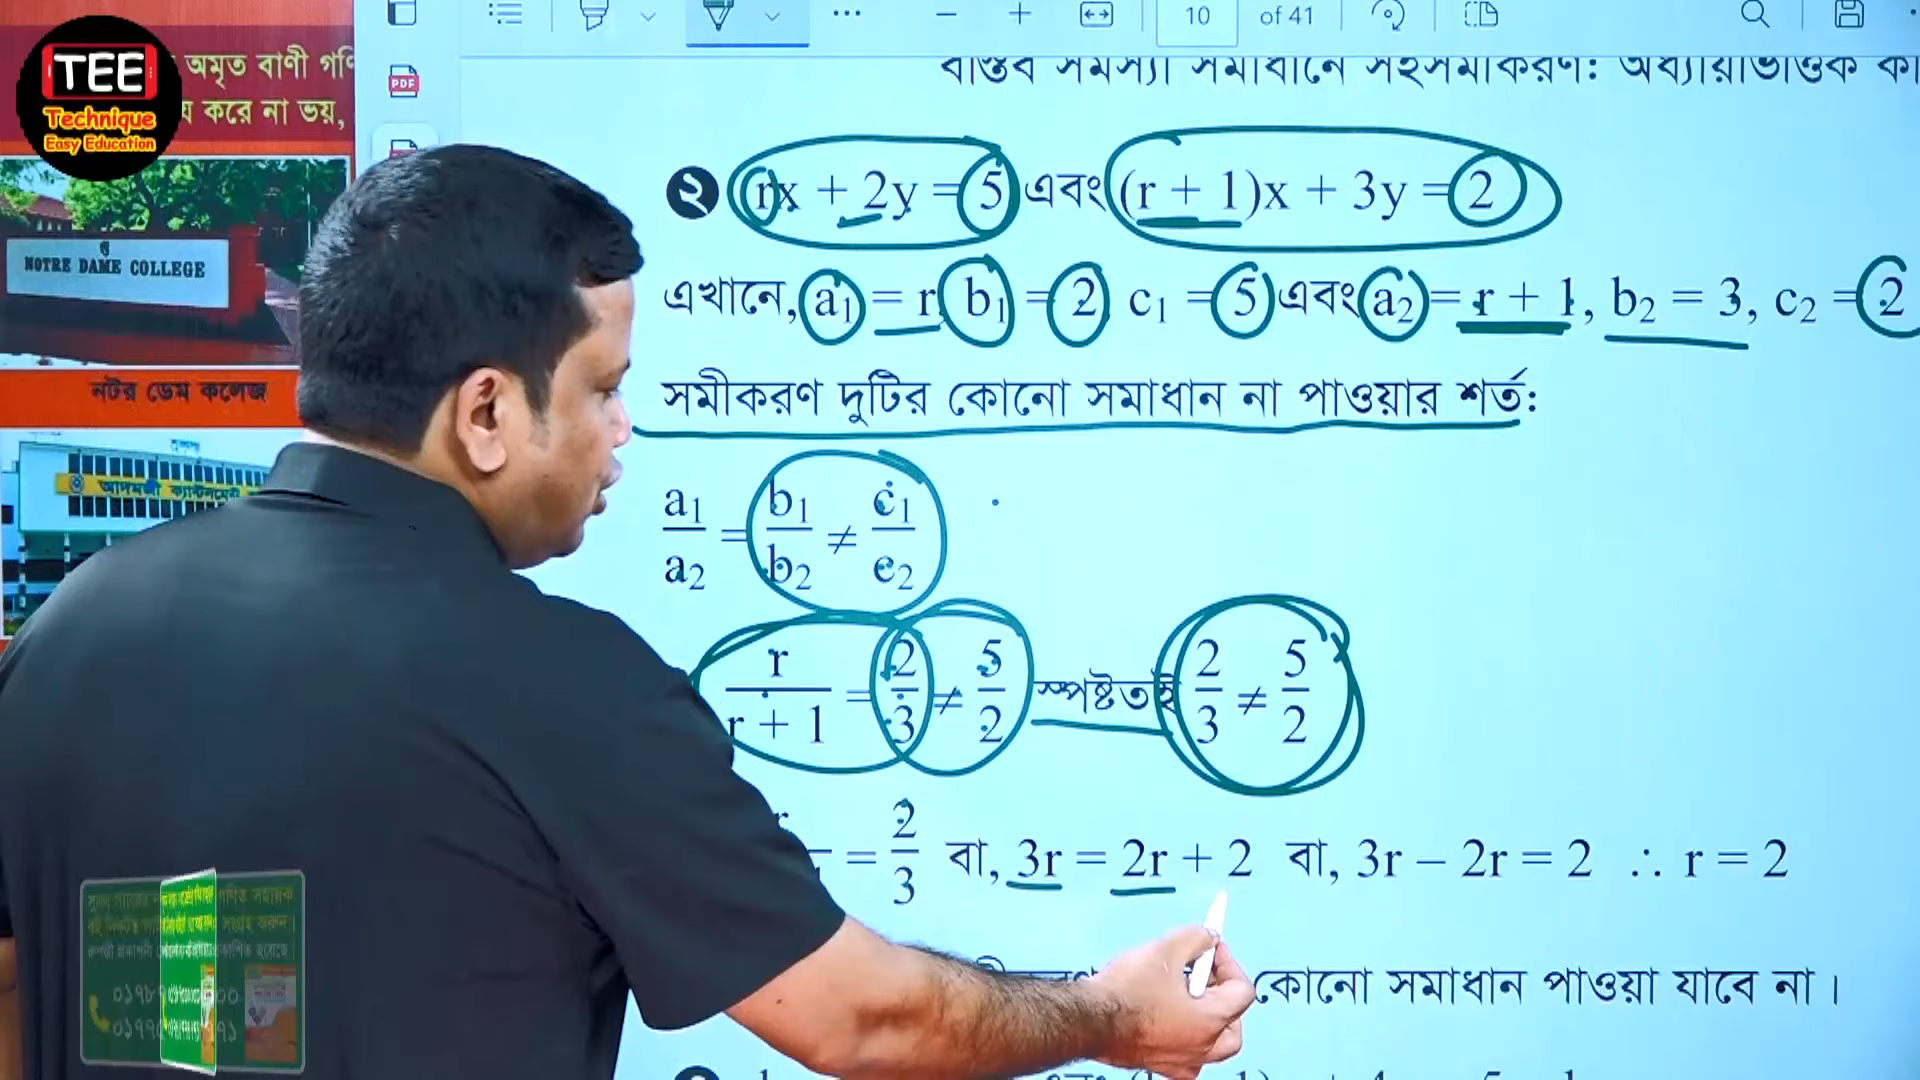 TEE
Technique
Easy Education
অমৃত বাণী গণি
য করে না ভয়,
NOTRE DAME COLLEGE
নটর ডেম কলেজ
10 of 41
বাস্তব সমস্যা সমাধানে সহসমীকরণ: অধ্যায়ভিত্তিক কা
২ rx + 2y = 5 এবং (r + 1)x + 3y = 2
এখানে, a₁ = r, b₁ = 2, c₁ = 5 এবং a₂ = r + 1, b₂ = 3, c₂ = 2
সমীকরণ দুটির কোনো সমাধান না পাওয়ার শর্ত:
a₁/a₂ = b₁/b₂ ≠ c₁/c₂
r/(r + 1) = 2/3 ≠ 5/2 স্পষ্টতই 2/3 ≠ 5/2
= 2/3 বা, 3r = 2r + 2 বা, 3r – 2r = 2 ∴ r = 2
কোনো সমাধান পাওয়া যাবে না।